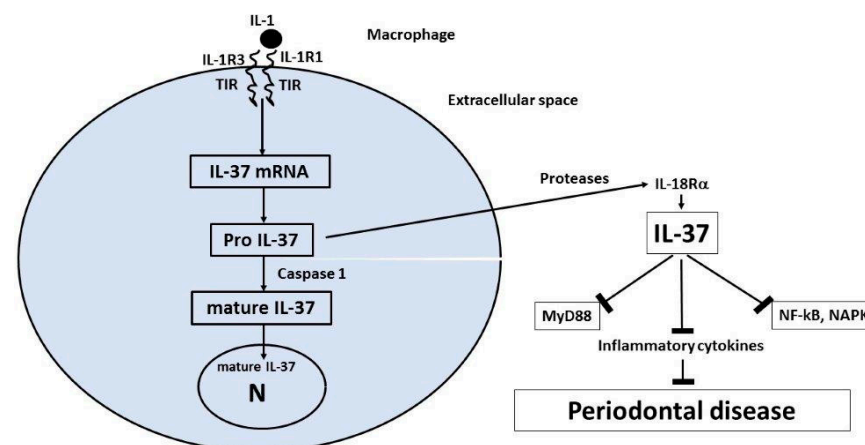 IL-1
Macrophage
IL-1R3 IL-1R1
TIR TIR
Extracellular space
IL-37 mRNA
Proteases
IL-18Rα
Pro IL-37
IL-37
Caspase 1
mature IL-37
MyD88
NF-kB, NAPK
Inflammatory cytokines
mature IL-37
N
Periodontal disease